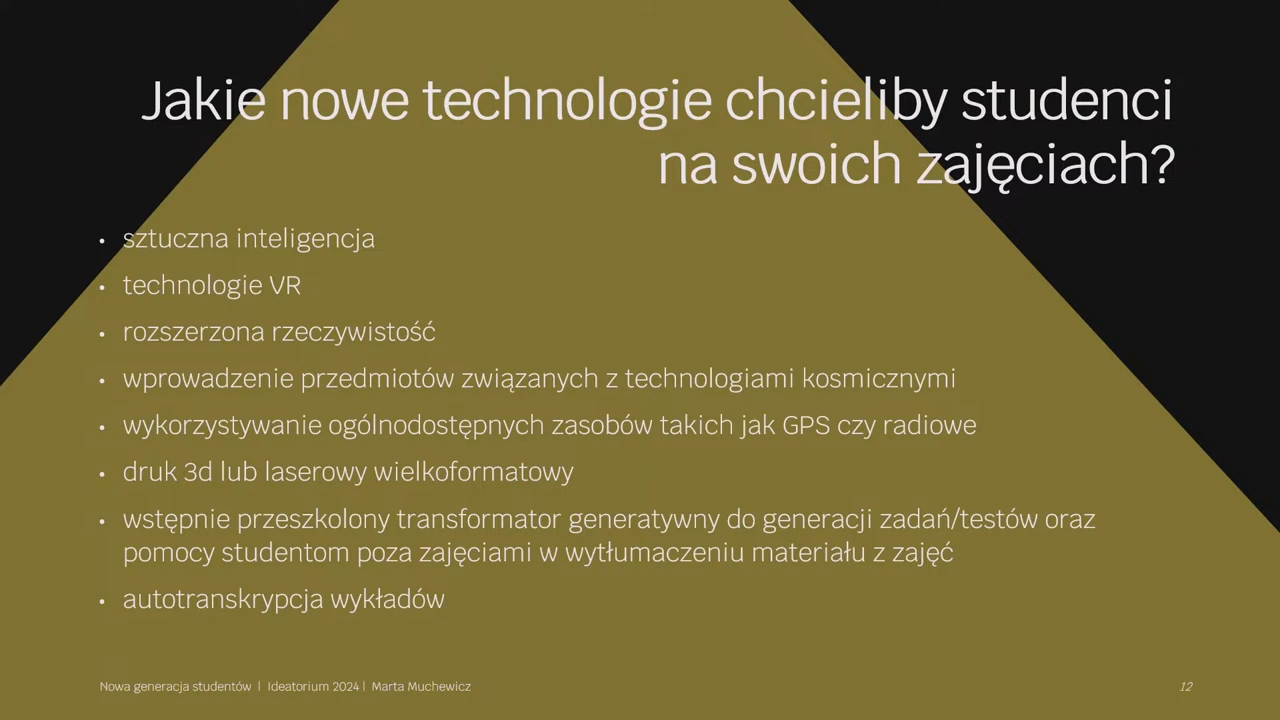 Jakie nowe technologie chcieliby studenci
na swoich zajęciach?
• sztuczna inteligencja
• technologie VR
• rozszerzona rzeczywistość
• wprowadzenie przedmiotów związanych z technologiami kosmicznymi
• wykorzystywanie ogólnodostępnych zasobów takich jak GPS czy radiowe
• druk 3d lub laserowy wielkoformatowy
• wstępnie przeszkolony transformator generatywny do generacji zadań/testów oraz
pomocy studentom poza zajęciami w wytłumaczeniu materiału z zajęć
• autotranskrypcja wykładów
Nowa generacja studentów | Ideatorium 2024 | Marta Muchewicz
12